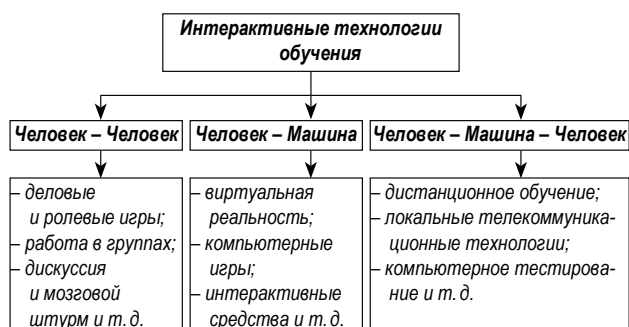 Интерактивные технологии
обучения
Человек – Человек
Человек – Машина
Человек – Машина – Человек
– деловые
и ролевые игры;
– работа в группах;
– дискуссия
и мозговой
штурм и т. д.
– виртуальная
реальность;
– компьютерные
игры;
– интерактивные
средства и т. д.
– дистанционное обучение;
– локальные телекоммуника-
ционные технологии;
– компьютерное тестирова-
ние и т. д.